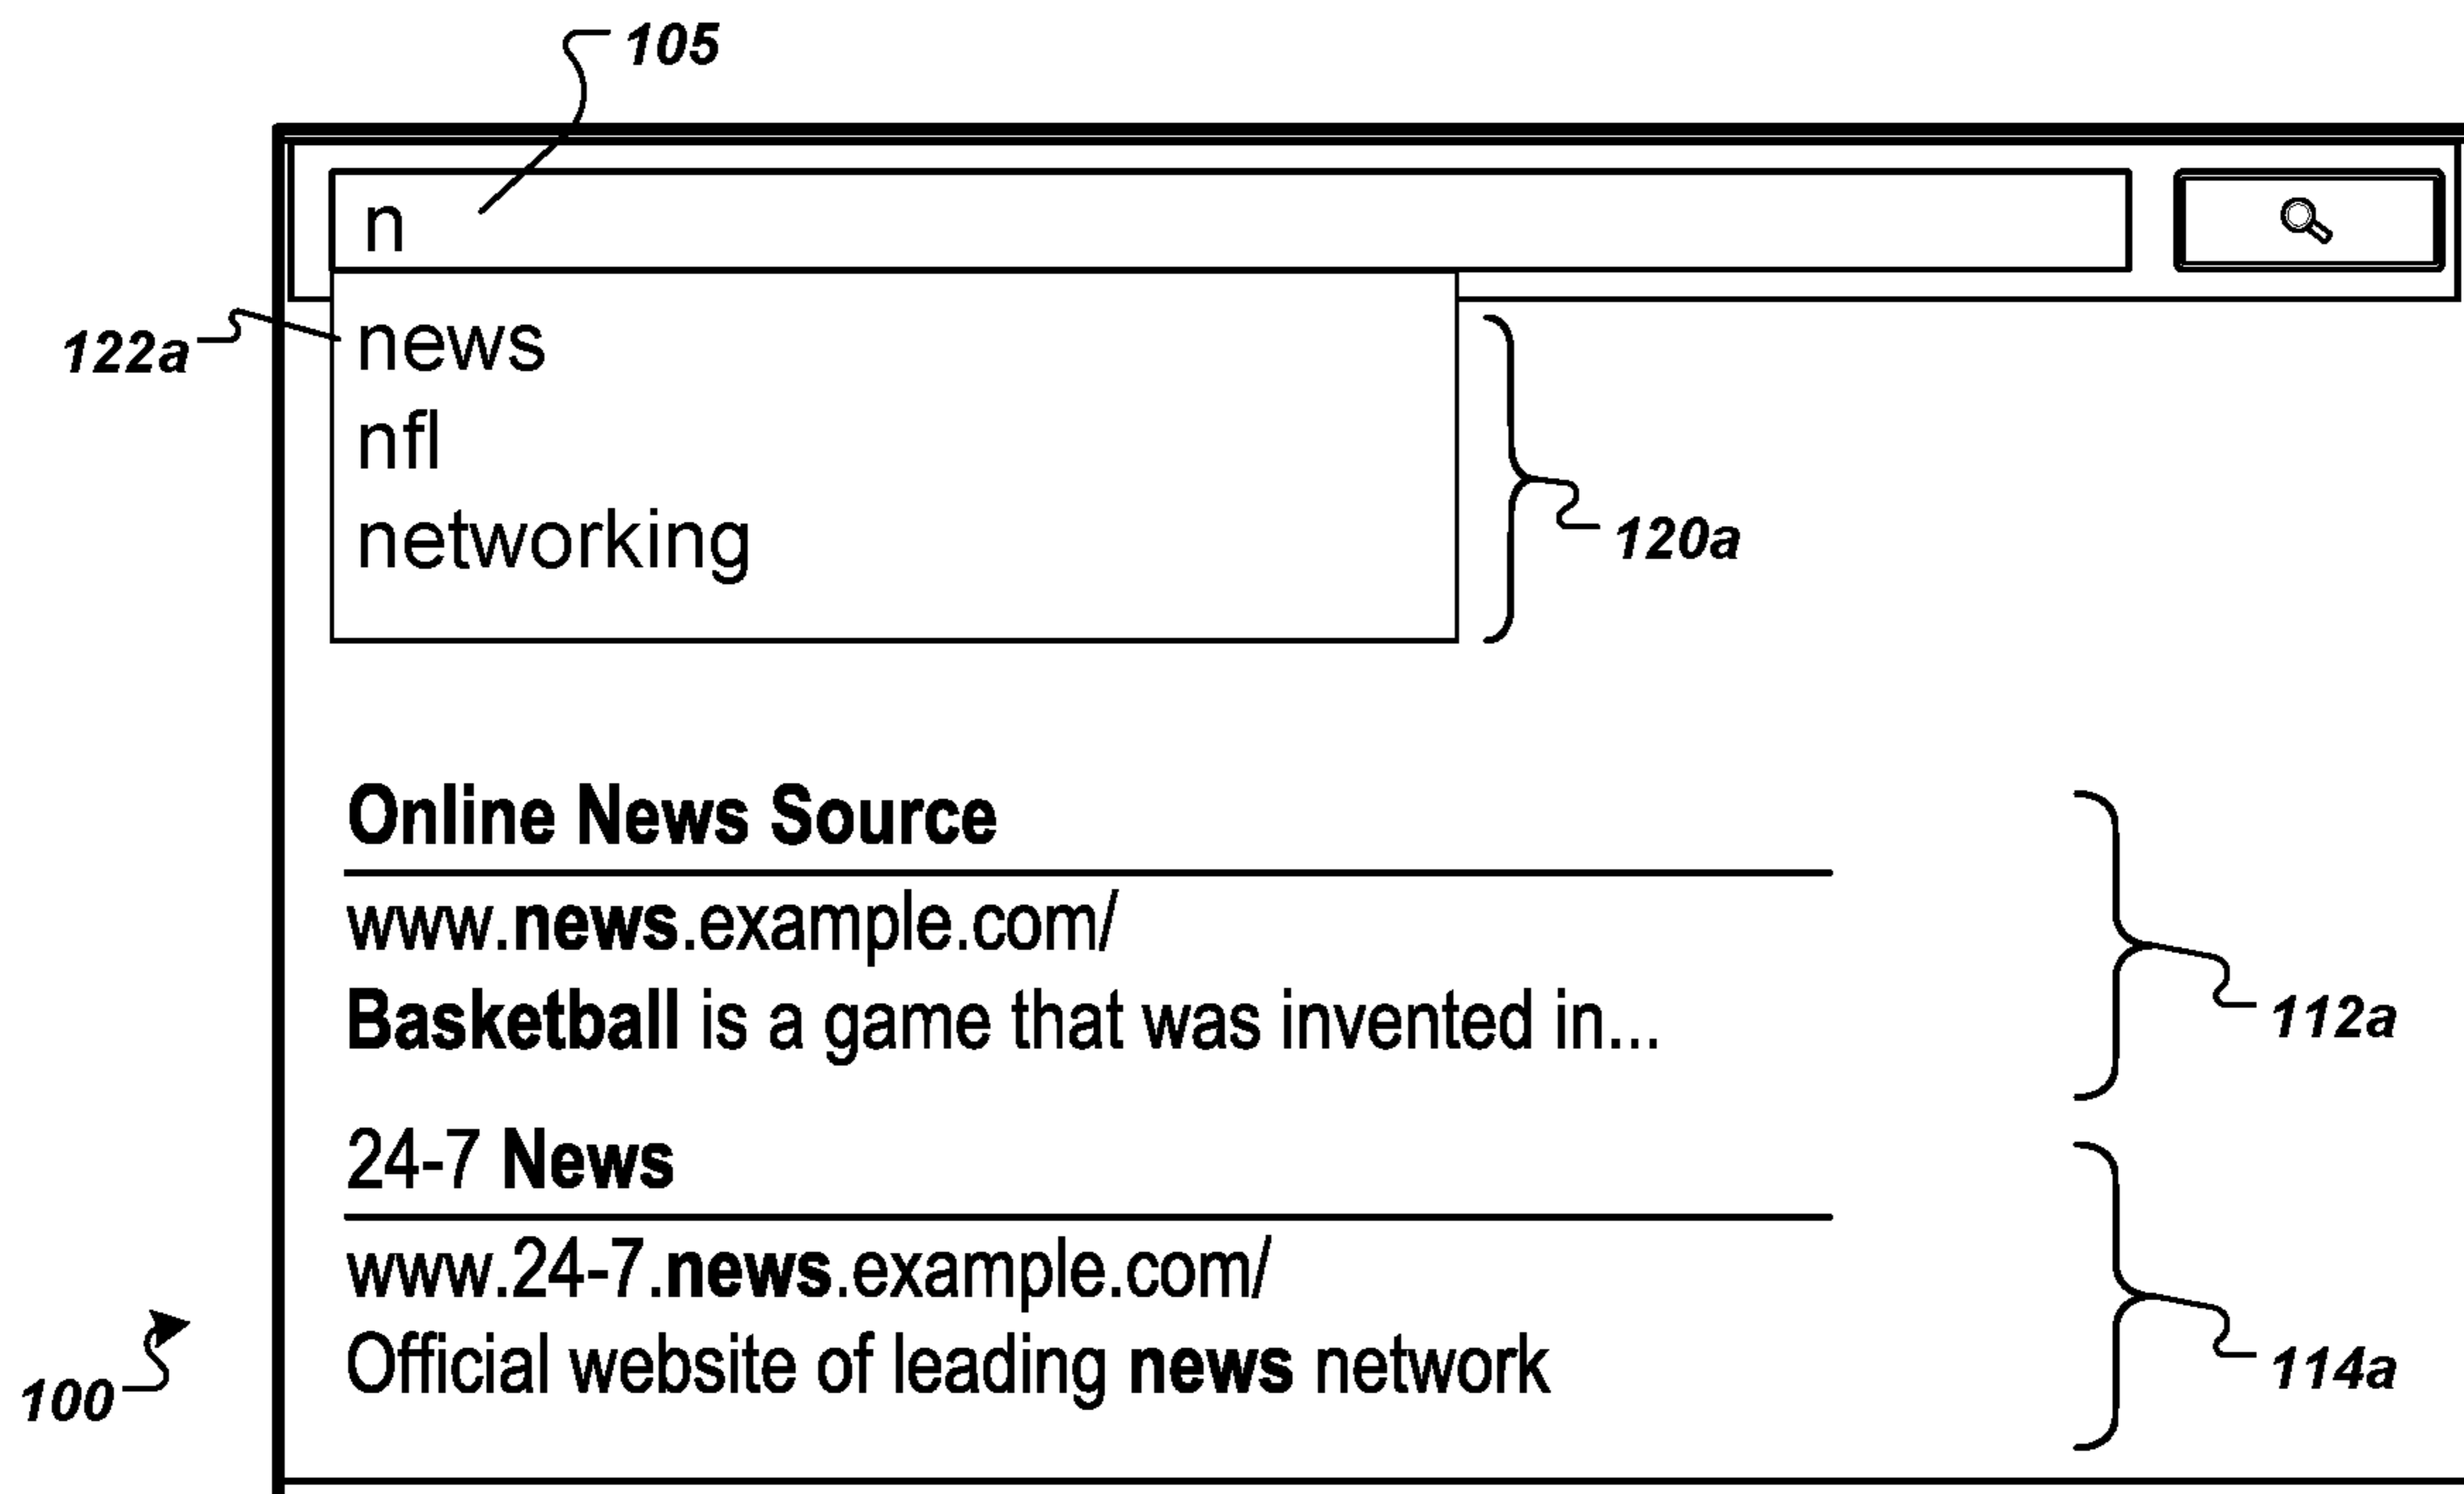 105
n
122a
news
nfl
networking
120a
Online News Source
www.news.example.com/
Basketball is a game that was invented in...
112a
24-7 News
www.24-7.news.example.com/
Official website of leading news network
114a
100